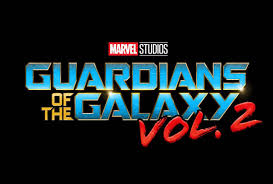 MARVEL STUDIOS
GUARDIANS
OF THE GALAXY
VOL. 2